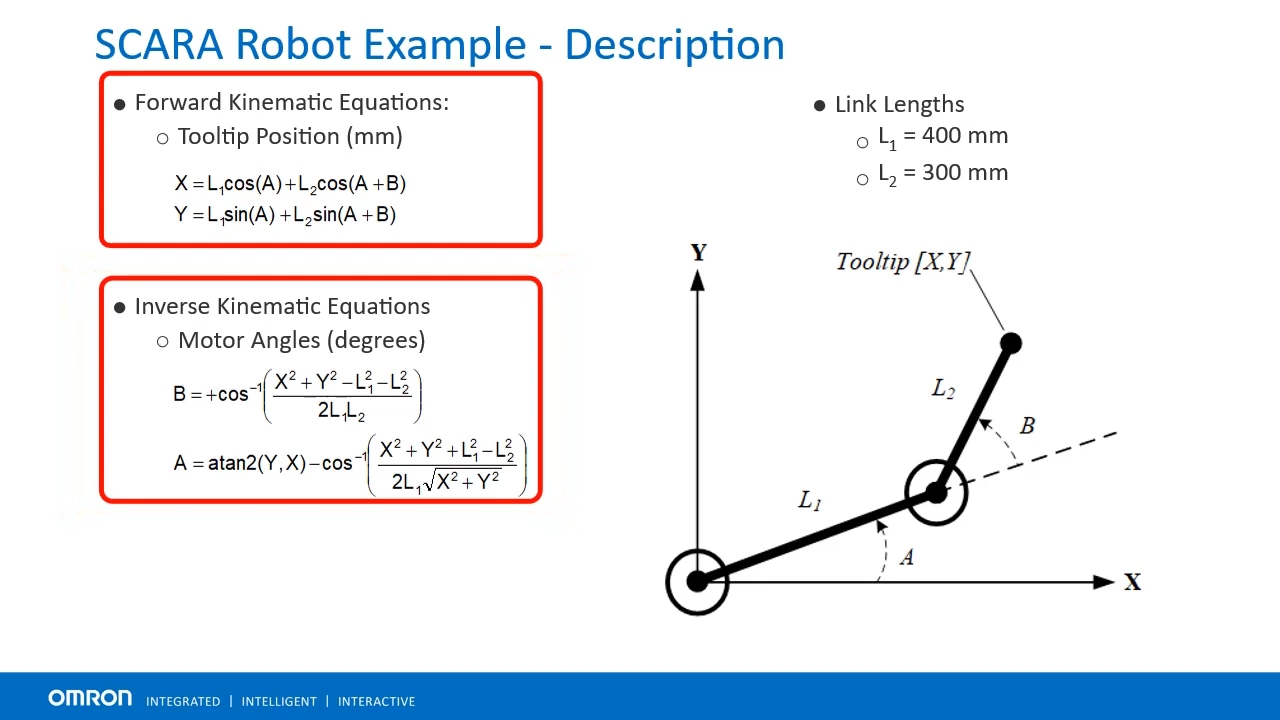 SCARA Robot Example - Description
● Forward Kinematic Equations:
○ Tooltip Position (mm)
X = L₁cos(A) + L₂cos(A + B)
Y = L₁sin(A) + L₂sin(A + B)
● Inverse Kinematic Equations
○ Motor Angles (degrees)
B = +cos⁻¹((X² + Y² − L₁² − L₂²) / (2L₁L₂))
A = atan2(Y, X) − cos⁻¹((X² + Y² + L₁² − L₂²) / (2L₁√(X² + Y²)))
● Link Lengths
○ L₁ = 400 mm
○ L₂ = 300 mm
Y
Tooltip [X,Y]
L₂
B
L₁
A
X
OMRON INTEGRATED | INTELLIGENT | INTERACTIVE